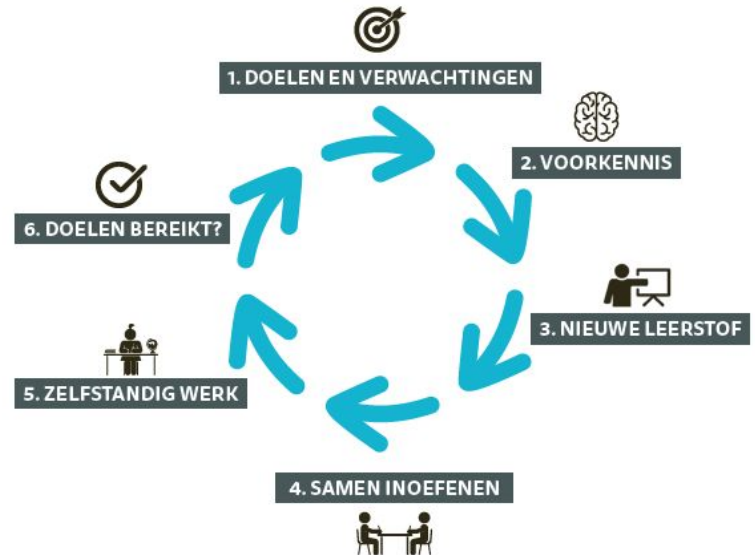 1. DOELEN EN VERWACHTINGEN
2. VOORKENNIS
3. NIEUWE LEERSTOF
4. SAMEN INOEFENEN
5. ZELFSTANDIG WERK
6. DOELEN BEREIKT?